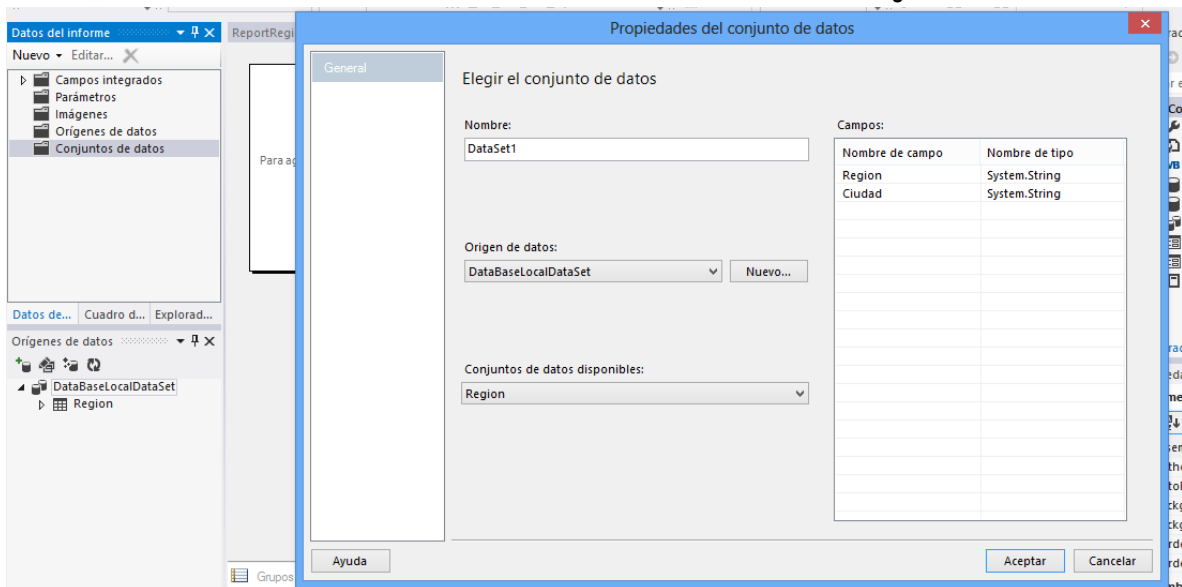 Datos del informe
Nuevo Editar...
Campos integrados
Parámetros
Imágenes
Orígenes de datos
Conjuntos de datos
Datos de... Cuadro d... Explorad...
Orígenes de datos
DataBaseLocalDataSet
Region
ReportRegi
Para ag
Grupos
Propiedades del conjunto de datos
General
Elegir el conjunto de datos
Nombre:
DataSet1
Origen de datos:
DataBaseLocalDataSet
Nuevo...
Conjuntos de datos disponibles:
Region
Campos:
Nombre de campo Nombre de tipo
Region System.String
Ciudad System.String
Ayuda
Aceptar Cancelar